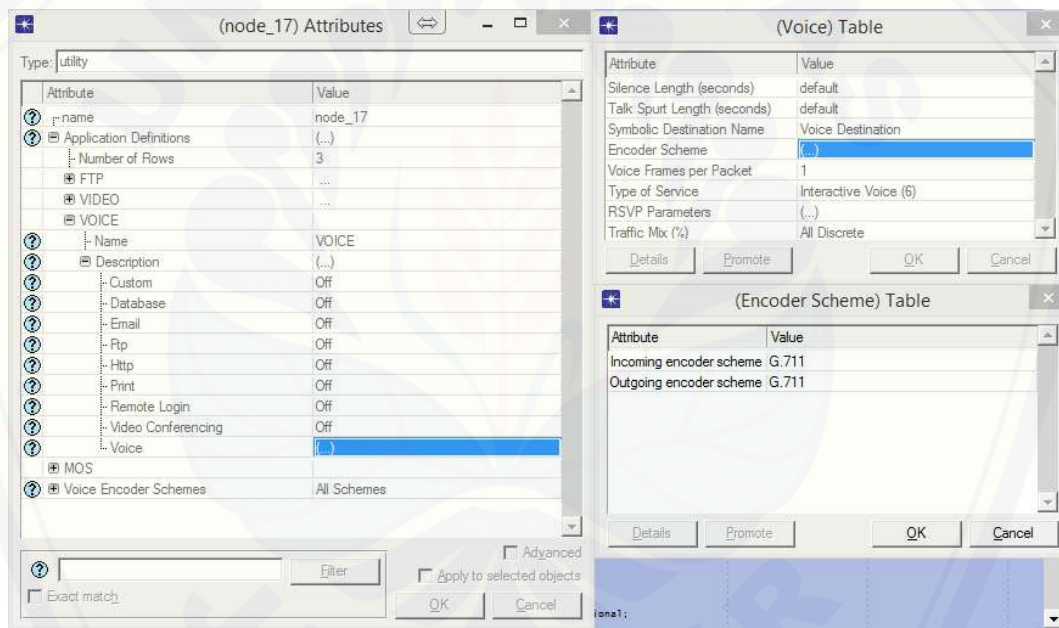 (node_17) Attributes
Type: utility
Attribute Value
name node_17
Application Definitions (...)
Number of Rows 3
FTP ...
VIDEO ...
VOICE
Name VOICE
Description (...)
Custom Off
Database Off
Email Off
Ftp Off
Http Off
Print Off
Remote Login Off
Video Conferencing Off
Voice (...)
MOS
Voice Encoder Schemes All Schemes
Advanced
Filter
Apply to selected objects
Exact match
OK Cancel
(Voice) Table
Attribute Value
Silence Length (seconds) default
Talk Spurt Length (seconds) default
Symbolic Destination Name Voice Destination
Encoder Scheme (...)
Voice Frames per Packet 1
Type of Service Interactive Voice (6)
RSVP Parameters (...)
Traffic Mix (%) All Discrete
Details Promote OK Cancel
(Encoder Scheme) Table
Attribute Value
Incoming encoder scheme G.711
Outgoing encoder scheme G.711
Details Promote OK Cancel
ional;